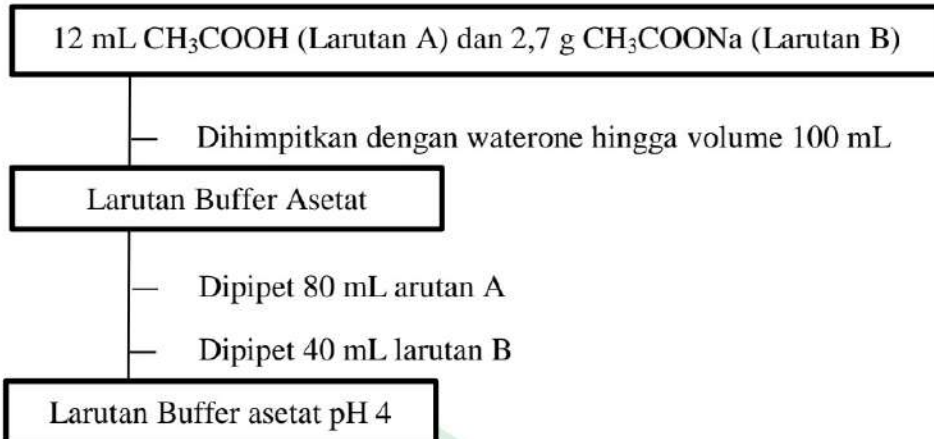 12 mL CH₃COOH (Larutan A) dan 2,7 g CH₃COONa (Larutan B)
Dihimpitkan dengan waterone hingga volume 100 mL
Larutan Buffer Asetat
Dipipet 80 mL arutan A
Dipipet 40 mL larutan B
Larutan Buffer asetat pH 4